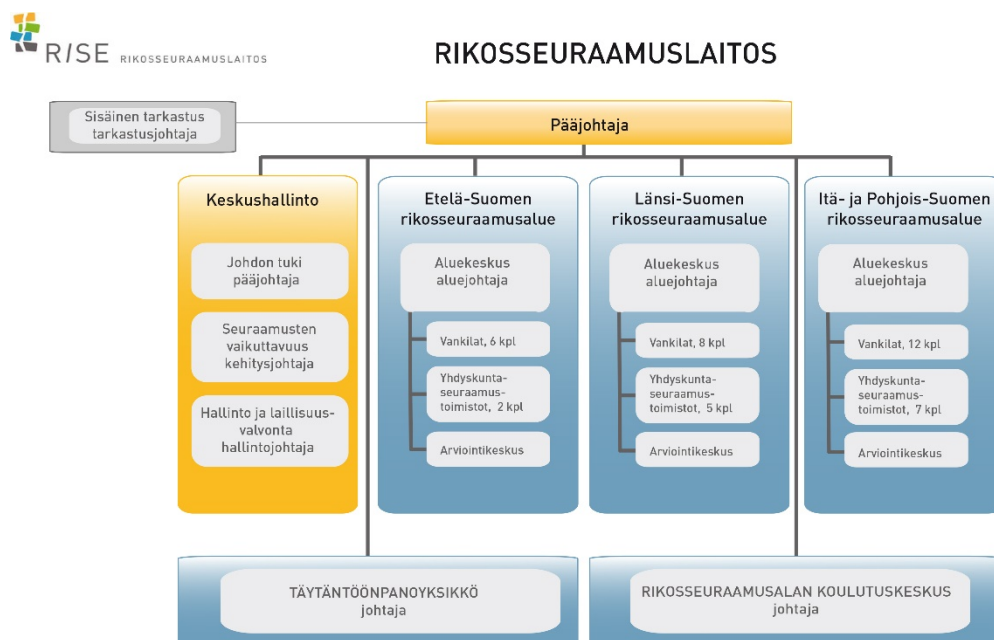 RISE RIKOSSEURAAMUSLAITOS
RIKOSSEURAAMUSLAITOS
Sisäinen tarkastus
tarkastusjohtaja
Pääjohtaja
Keskushallinto
Johdon tuki
pääjohtaja
Seuraamusten
vaikuttavuus
kehitysjohtaja
Hallinto ja laillisuus-
valvonta
hallintojohtaja
Etelä-Suomen
rikosseuraamusalue
Aluekeskus
aluejohtaja
Vankilat, 6 kpl
Yhdyskunta-
seuraamus-
toimistot, 2 kpl
Arviointikeskus
Länsi-Suomen
rikosseuraamusalue
Aluekeskus
aluejohtaja
Vankilat, 8 kpl
Yhdyskunta-
seuraamus-
toimistot, 5 kpl
Arviointikeskus
Itä- ja Pohjois-Suomen
rikosseuraamusalue
Aluekeskus
aluejohtaja
Vankilat, 12 kpl
Yhdyskunta-
seuraamus-
toimistot, 7 kpl
Arviointikeskus
TÄYTÄNTÖÖNPANOYKSIKKÖ
johtaja
RIKOSSEURAAMUSALAN KOULUTUSKESKUS
johtaja